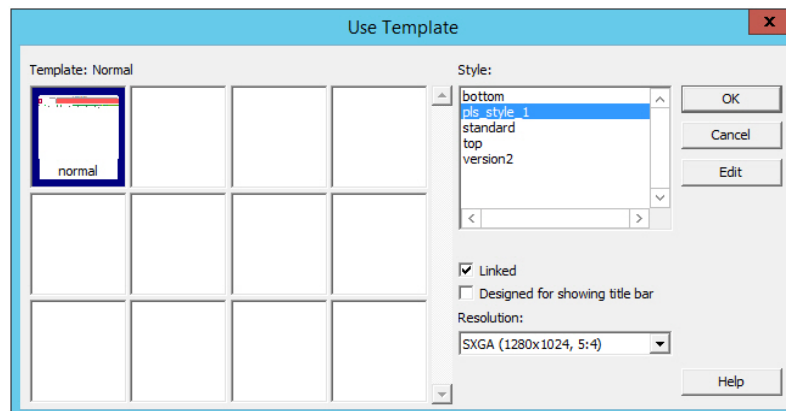 Use Template
x
Template: Normal
normal
Style:
bottom
pls_style_1
standard
top
version2
OK
Cancel
Edit
Linked
Designed for showing title bar
Resolution:
SXGA (1280x1024, 5:4)
Help